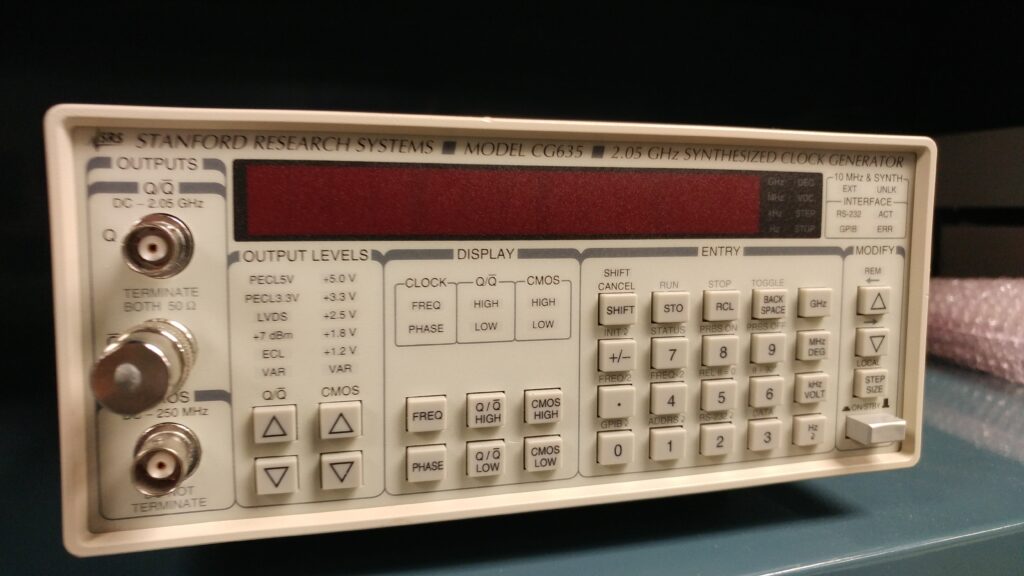 SRS STANFORD RESEARCH SYSTEMS ■ MODEL CG635 ■ 2.05 GHz SYNTHESIZED CLOCK GENERATOR
OUTPUTS
Q/Q̅
DC – 2.05 GHz
Q
TERMINATE
BOTH 50 Ω
250 MHz
TERMINATE
GHz DEG
MHz VDC
kHz STEP
Hz STOP
10 MHz & SYNTH
EXT UNLK
INTERFACE
RS-232 ACT
GPIB ERR
OUTPUT LEVELS
PECL5V +5.0 V
PECL3.3V +3.3 V
LVDS +2.5 V
+7 dBm +1.8 V
ECL +1.2 V
VAR VAR
Q/Q̅ CMOS
△ △
▽ ▽
DISPLAY
CLOCK Q/Q̅ CMOS
FREQ HIGH HIGH
PHASE LOW LOW
FREQ Q/Q̅ HIGH CMOS HIGH
PHASE Q/Q̅ LOW CMOS LOW
ENTRY
SHIFT
CANCEL RUN STOP TOGGLE
SHIFT STO RCL BACK SPACE GHz
INIT STATUS PRBS ON PRBS OFF
+/– 7 8 9 MHz DEG
FREQ/2 FREQ*2 REL Φ=0
. 4 5 6 kHz VOLT
GPIB ADDRS RS-232 DATA
0 1 2 3 Hz
MODIFY
REM
←
△
→
▽
LOCAL
STEP SIZE
ON STBY